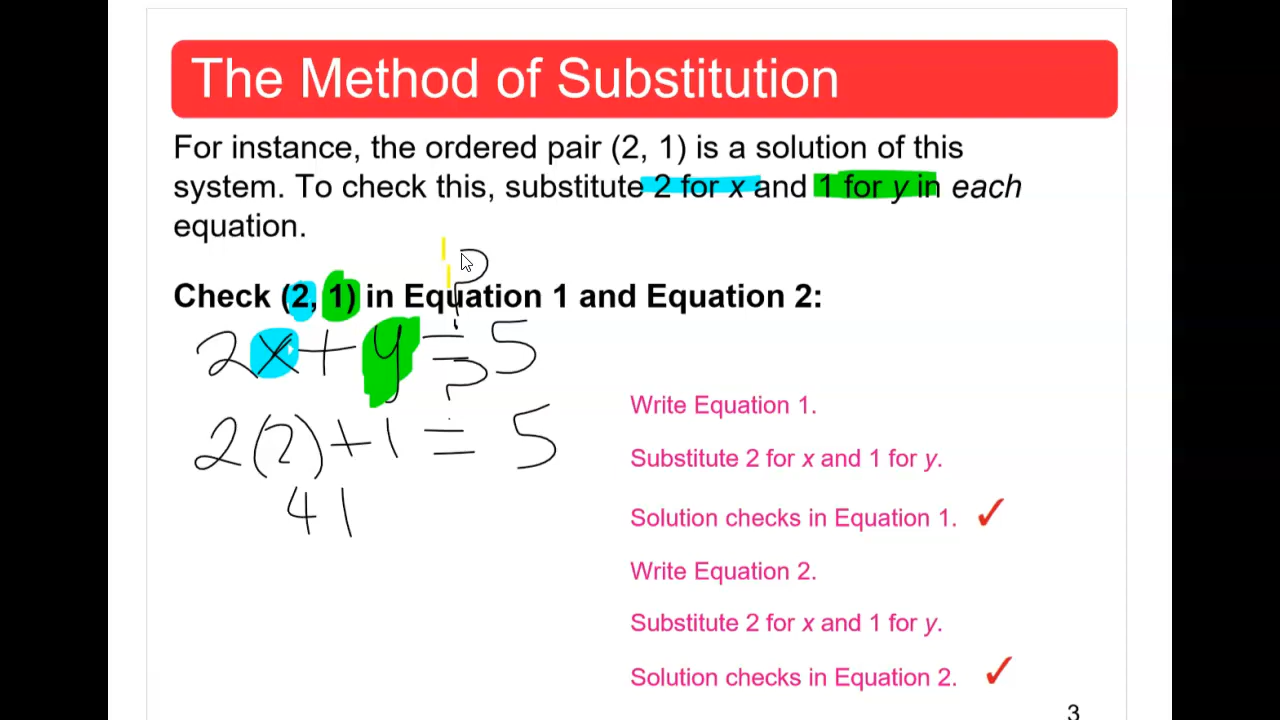 The Method of Substitution
For instance, the ordered pair (2, 1) is a solution of this
system. To check this, substitute 2 for x and 1 for y in each
equation.
?
Check (2, 1) in Equation 1 and Equation 2:
2x+y=5
?
2(2)+1=5
41
Write Equation 1.
Substitute 2 for x and 1 for y.
Solution checks in Equation 1. ✓
Write Equation 2.
Substitute 2 for x and 1 for y.
Solution checks in Equation 2. ✓
3